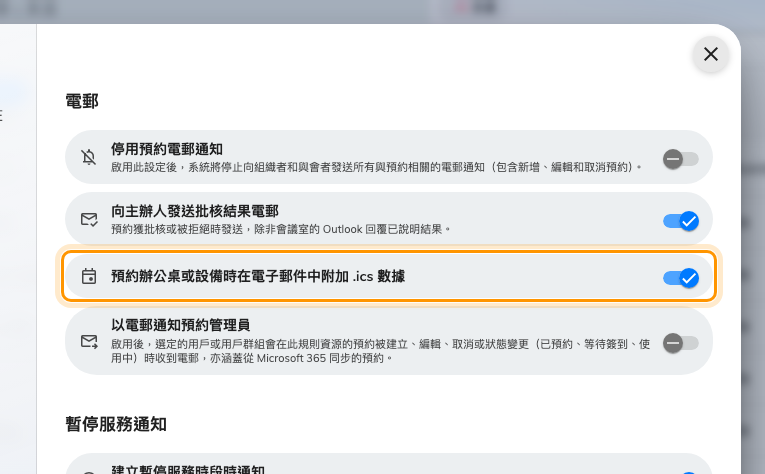 電郵
停用預約電郵通知
啟用此設定後，系統將停止向組織者和與會者發送所有與預約相關的電郵通知（包含新增、編輯和取消預約）。
向主辦人發送批核結果電郵
預約獲批核或被拒絕時發送，除非會議室的 Outlook 回覆已說明結果。
預約辦公桌或設備時在電子郵件中附加 .ics 數據
以電郵通知預約管理員
啟用後，選定的用戶或用戶群組會在此規則資源的預約被建立、編輯、取消或狀態變更（已預約、等待簽到、使
用中）時收到電郵，亦涵蓋從 Microsoft 365 同步的預約。
暫停服務通知
建立暫停服務時段時通知